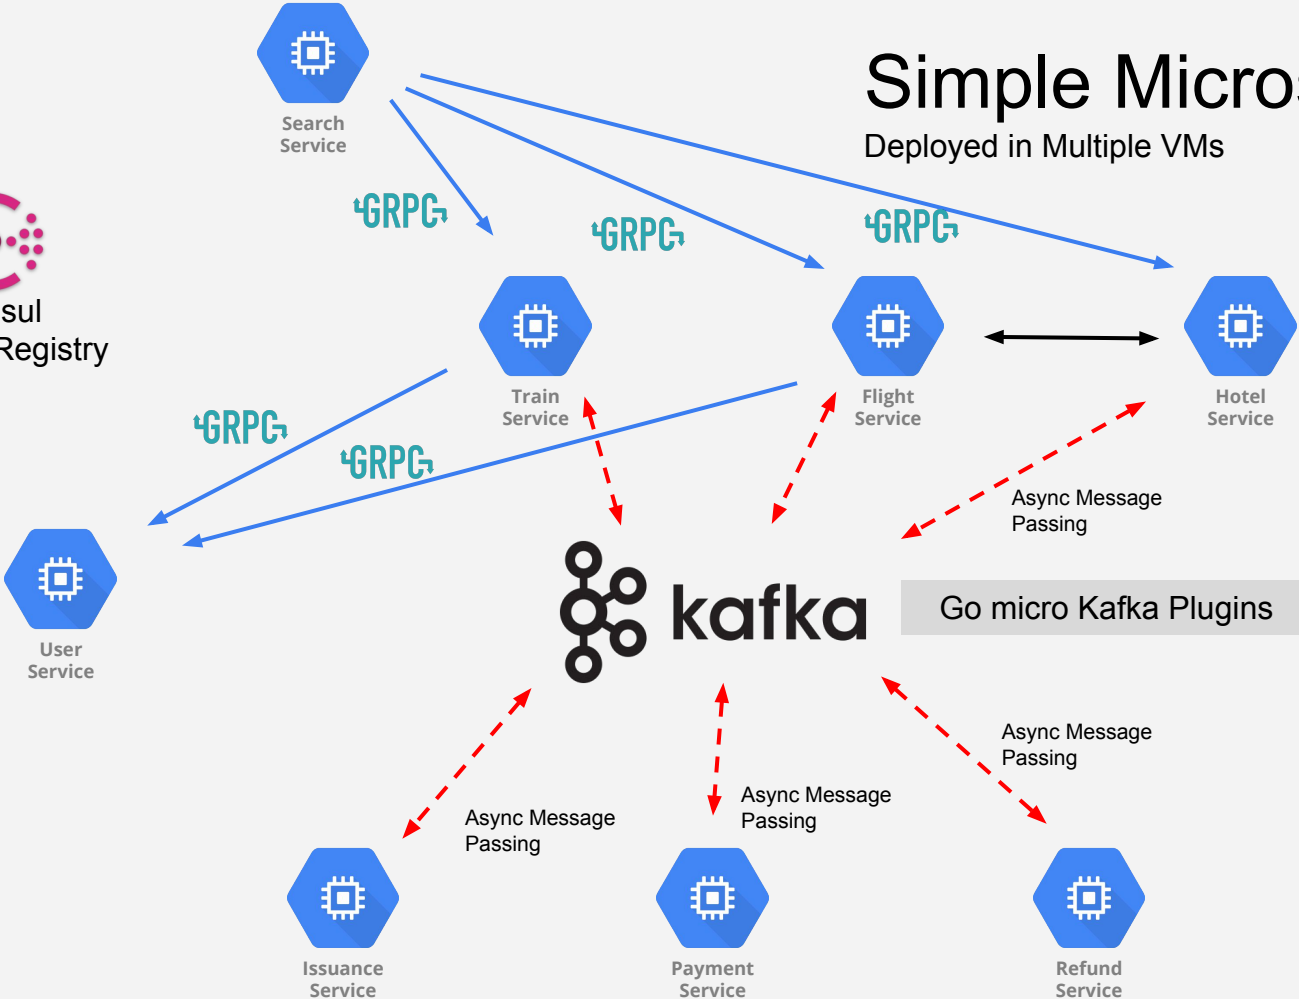 Simple Micros
Deployed in Multiple VMs
Search
Service
GRPC
GRPC
GRPC
sul
Registry
Train
Service
Flight
Service
Hotel
Service
GRPC
GRPC
Async Message
Passing
User
Service
kafka
Go micro Kafka Plugins
Async Message
Passing
Async Message
Passing
Async Message
Passing
Issuance
Service
Payment
Service
Refund
Service